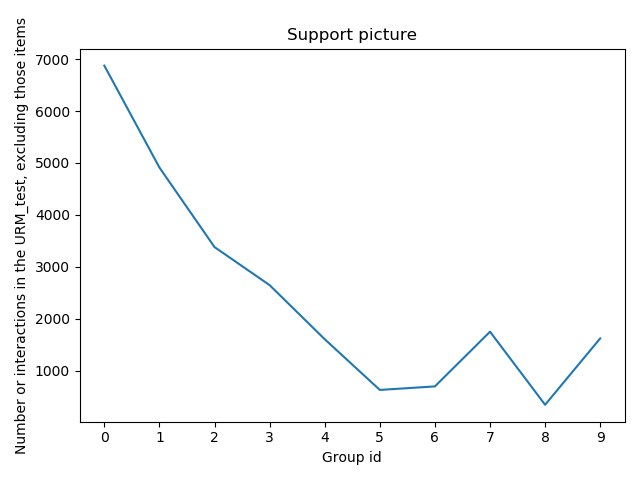 Support picture
Number or interactions in the URM_test, excluding those items
7000
6000
5000
4000
3000
2000
1000
0 1 2 3 4 5 6 7 8 9
Group id